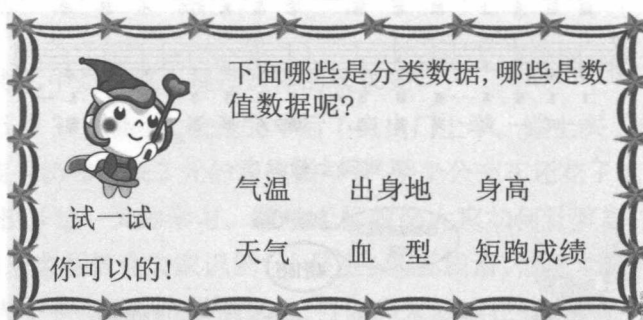 下面哪些是分类数据,哪些是数
值数据呢?
气温 出身地 身高
试一试
天气 血 型 短跑成绩
你可以的!